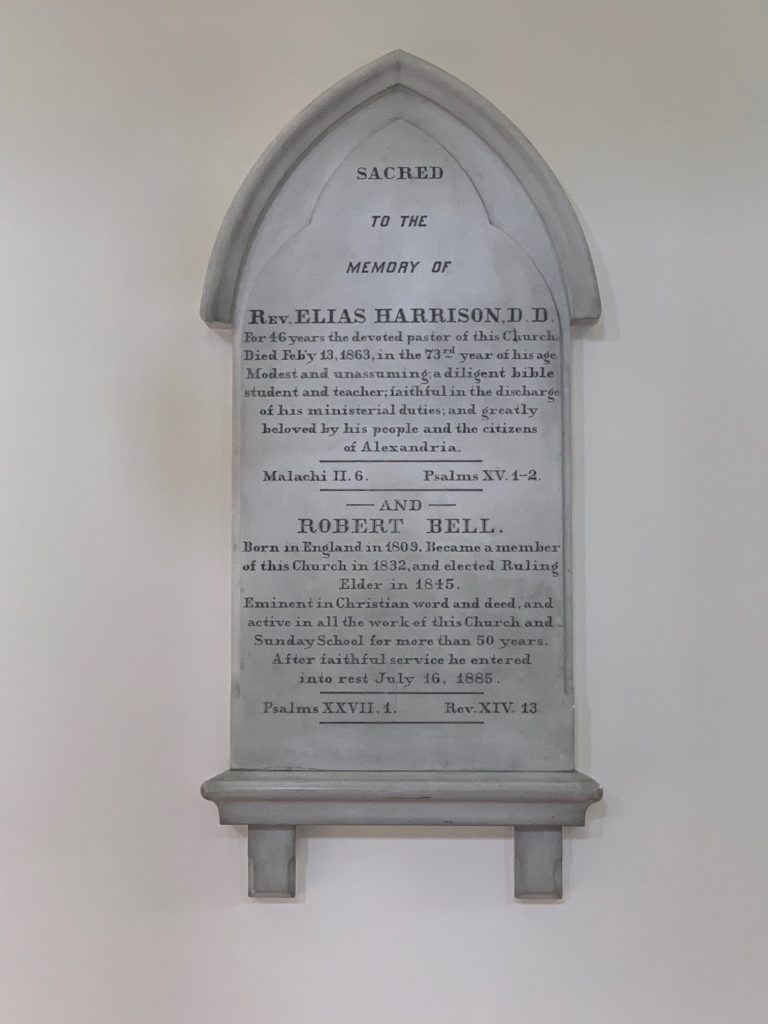 SACRED
TO THE
MEMORY OF
REV. ELIAS HARRISON, D. D.
For 46 years the devoted pastor of this Church.
Died Feb'y 13, 1863, in the 73rd year of his age
Modest and unassuming; a diligent bible
student and teacher; faithful in the discharge
of his ministerial duties; and greatly
beloved by his people and the citizens
of Alexandria.
Malachi II. 6. Psalms XV. 1-2.
— AND —
ROBERT BELL.
Born in England in 1809. Became a member
of this Church in 1832, and elected Ruling
Elder in 1845.
Eminent in Christian word and deed, and
active in all the work of this Church and
Sunday School for more than 50 years.
After faithful service he entered
into rest July 16, 1885.
Psalms XXVII. 1. Rev. XIV. 13